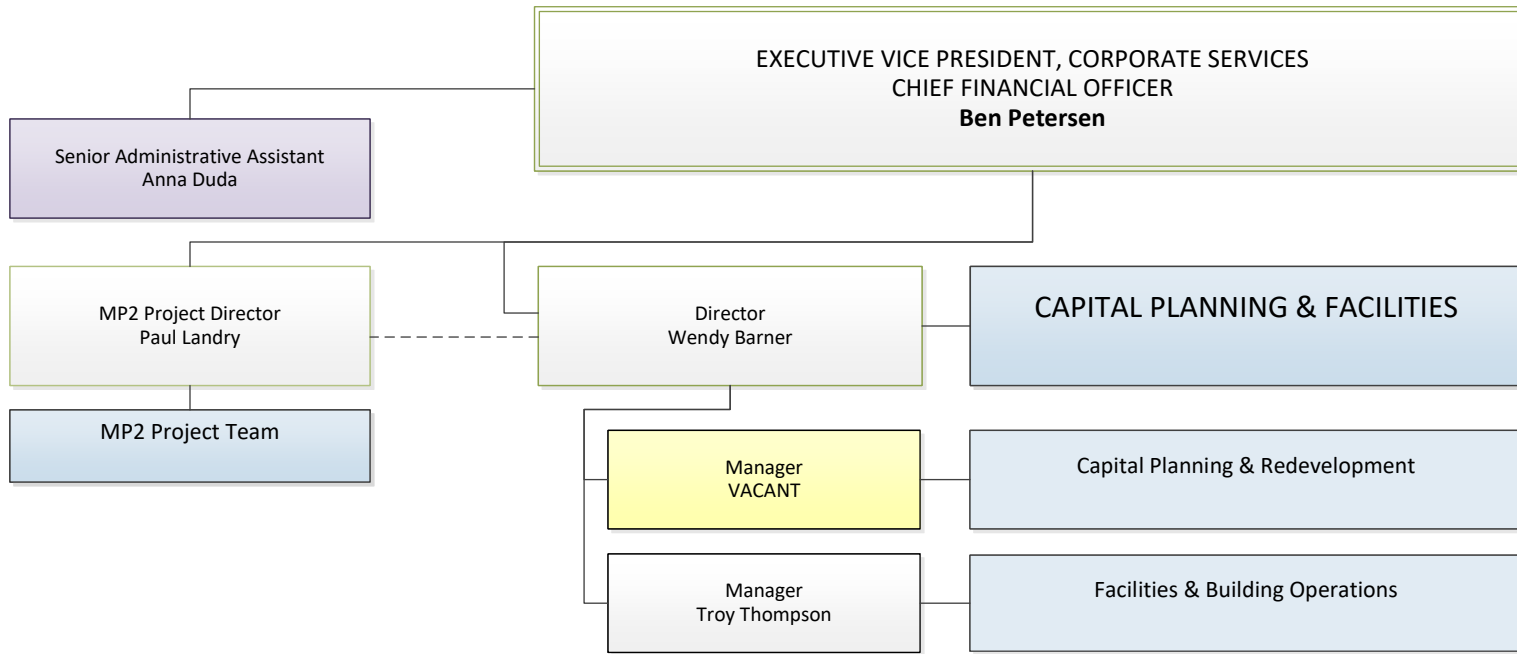 EXECUTIVE VICE PRESIDENT, CORPORATE SERVICES
CHIEF FINANCIAL OFFICER
Ben Petersen
Senior Administrative Assistant
Anna Duda
MP2 Project Director
Paul Landry
Director
Wendy Barner
CAPITAL PLANNING & FACILITIES
MP2 Project Team
Manager
VACANT
Capital Planning & Redevelopment
Manager
Troy Thompson
Facilities & Building Operations